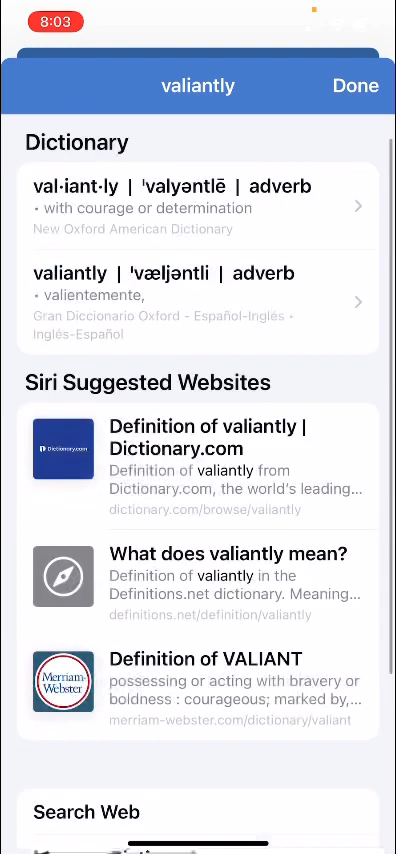 8:03
valiantly
Done
Dictionary
val·iant·ly | ˈvalyəntlē | adverb
• with courage or determination
New Oxford American Dictionary
valiantly | ˈvæljəntli | adverb
• valientemente,
Gran Diccionario Oxford - Español-Inglés •
Inglés-Español
Siri Suggested Websites
Dictionary.com
Definition of valiantly |
Dictionary.com
Definition of valiantly from
Dictionary.com, the world's leading...
dictionary.com/browse/valiantly
What does valiantly mean?
Definition of valiantly in the
Definitions.net dictionary. Meaning...
definitions.net/definition/valiantly
Merriam-
Webster
Definition of VALIANT
possessing or acting with bravery or
boldness : courageous; marked by,...
merriam-webster.com/dictionary/valiant
Search Web